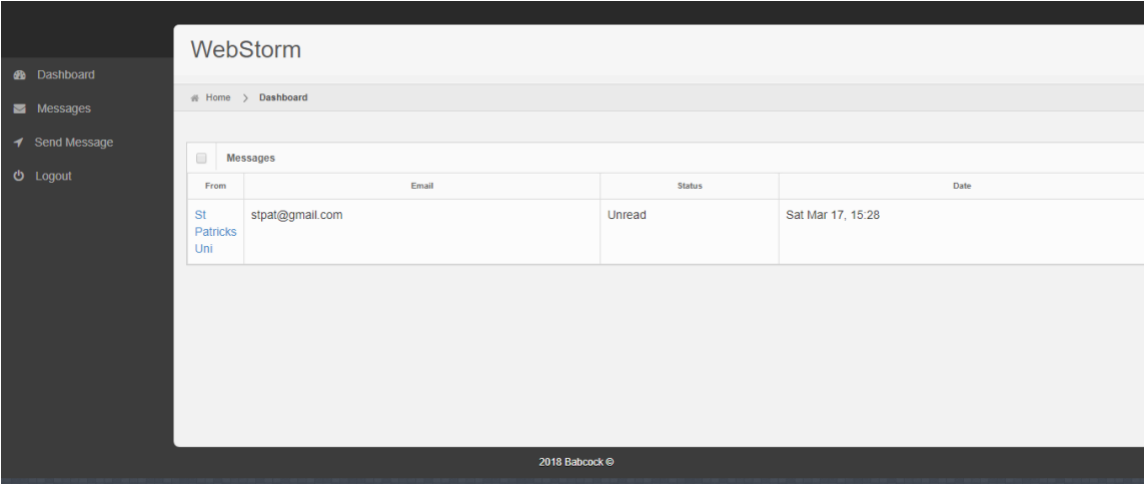 WebStorm
Dashboard
Messages
Send Message
Logout
Home > Dashboard
Messages
From Email Status Date
St stpat@gmail.com Unread Sat Mar 17, 15:28
Patricks
Uni
2018 Babcock ©